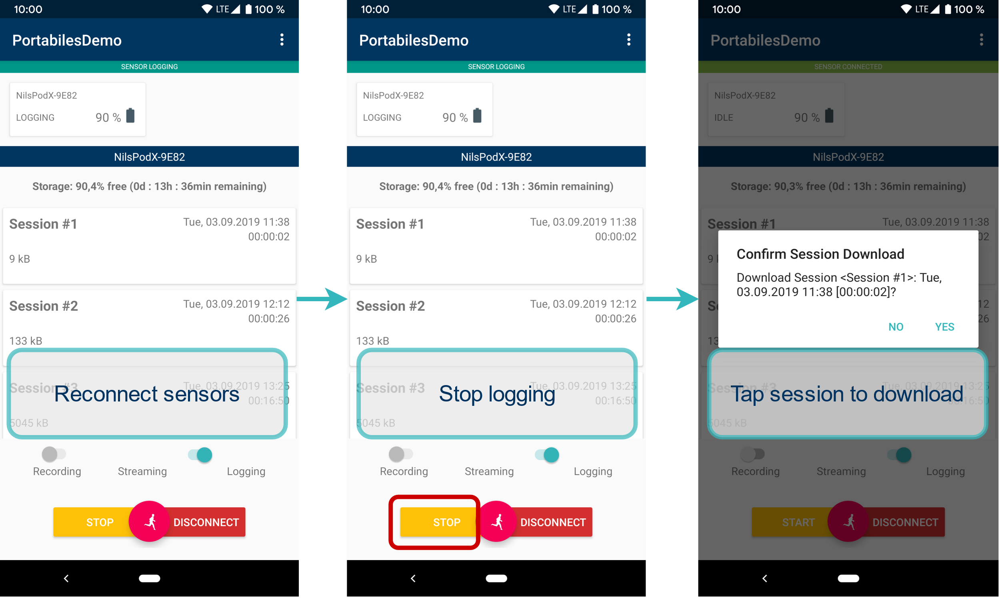 10:00 LTE 100 %
PortabilesDemo
SENSOR LOGGING
NilsPodX-9E82
LOGGING 90 %
NilsPodX-9E82
Storage: 90,4% free (0d : 13h : 36min remaining)
Session #1 Tue, 03.09.2019 11:38
00:00:02
9 kB
Session #2 Tue, 03.09.2019 12:12
00:00:26
133 kB
Session #3 Tue, 03.09.2019 13:25
Reconnect sensors
00:16:50
5045 kB
Recording Streaming Logging
STOP DISCONNECT
10:00 LTE 100 %
PortabilesDemo
SENSOR LOGGING
NilsPodX-9E82
LOGGING 90 %
NilsPodX-9E82
Storage: 90,4% free (0d : 13h : 36min remaining)
Session #1 Tue, 03.09.2019 11:38
00:00:02
9 kB
Session #2 Tue, 03.09.2019 12:12
00:00:26
133 kB
Session #3 Tue, 03.09.2019 13:25
Stop logging
00:16:50
5045 kB
Recording Streaming Logging
STOP DISCONNECT
10:00 LTE 100 %
PortabilesDemo
SENSOR CONNECTED
NilsPodX-9E82
IDLE 90 %
NilsPodX-9E82
Storage: 90,3% free (0d : 13h : 36min remaining)
Session #1 Tue, 03.09.2019 11:38
02
9
Confirm Session Download
Download Session <Session #1>: Tue,
03.09.2019 11:38 [00:00:02]?
12
26
NO YES
13
Session #3 Tue, 03.09.2019 13:25
Tap session to download
00:16:50
5045 kB
Recording Streaming Logging
START DISCONNECT